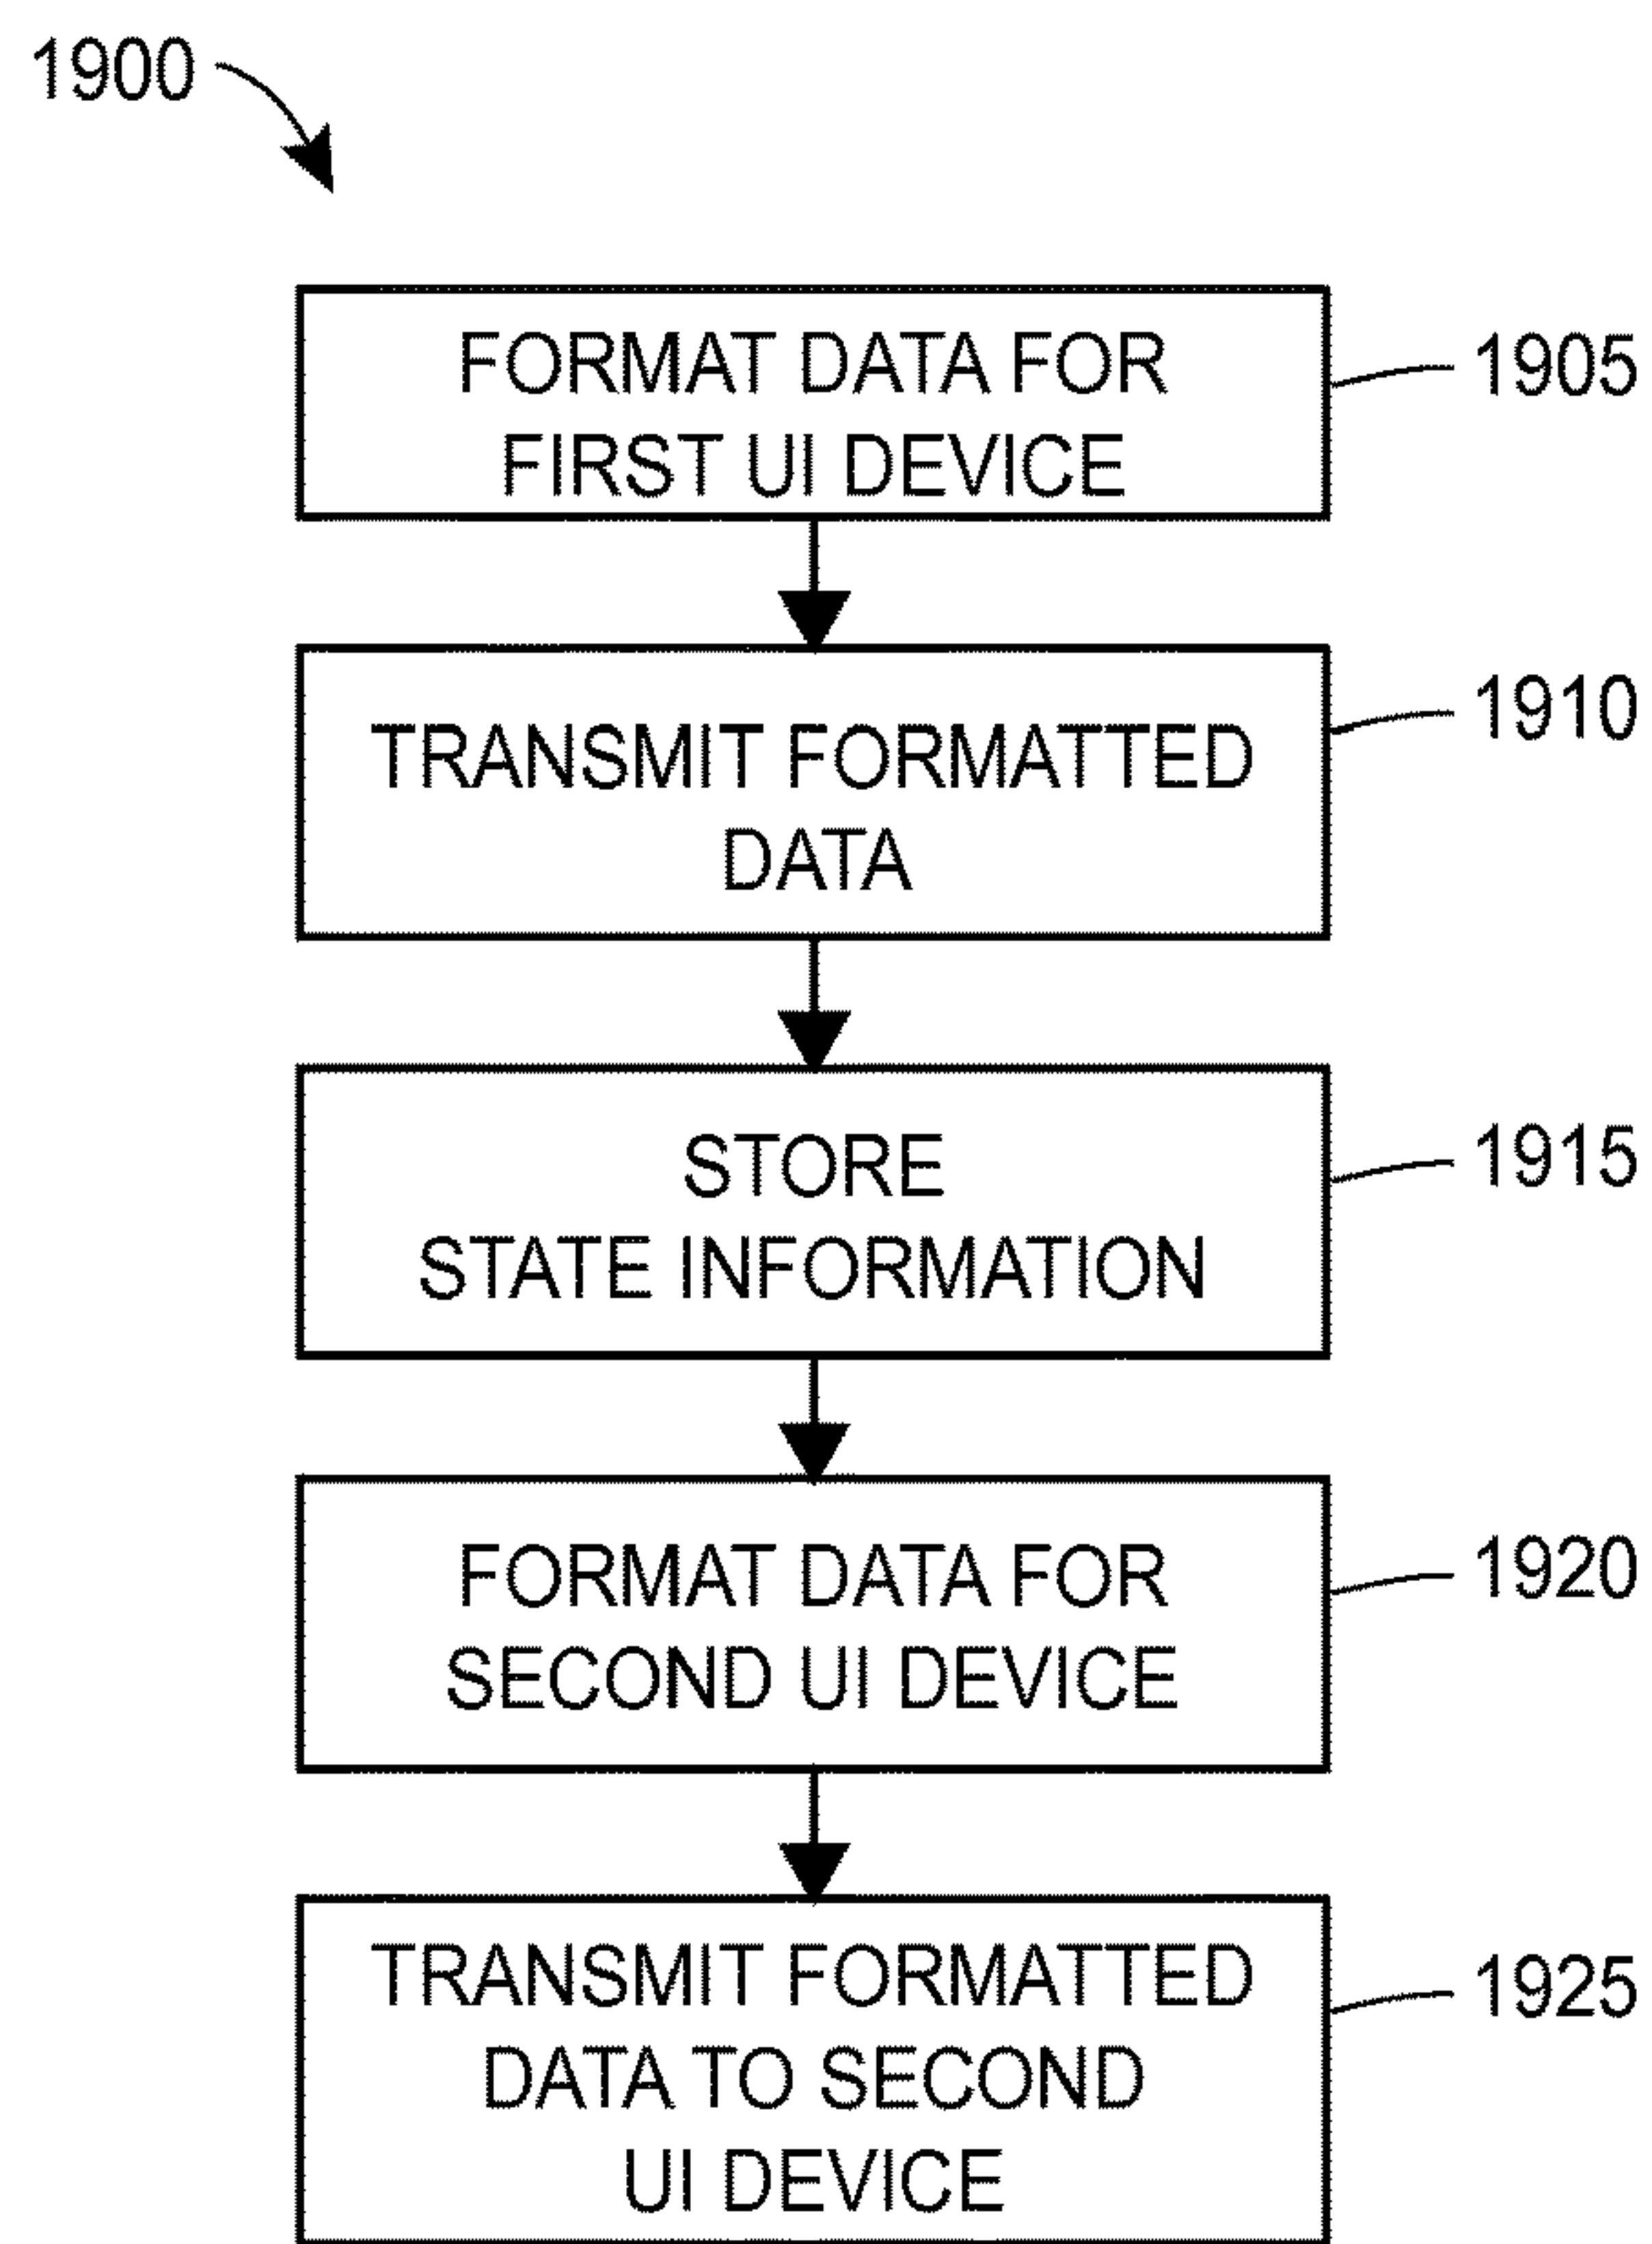 1900
FORMAT DATA FOR
FIRST UI DEVICE
1905
TRANSMIT FORMATTED
DATA
1910
STORE
STATE INFORMATION
1915
FORMAT DATA FOR
SECOND UI DEVICE
1920
TRANSMIT FORMATTED
DATA TO SECOND
UI DEVICE
1925